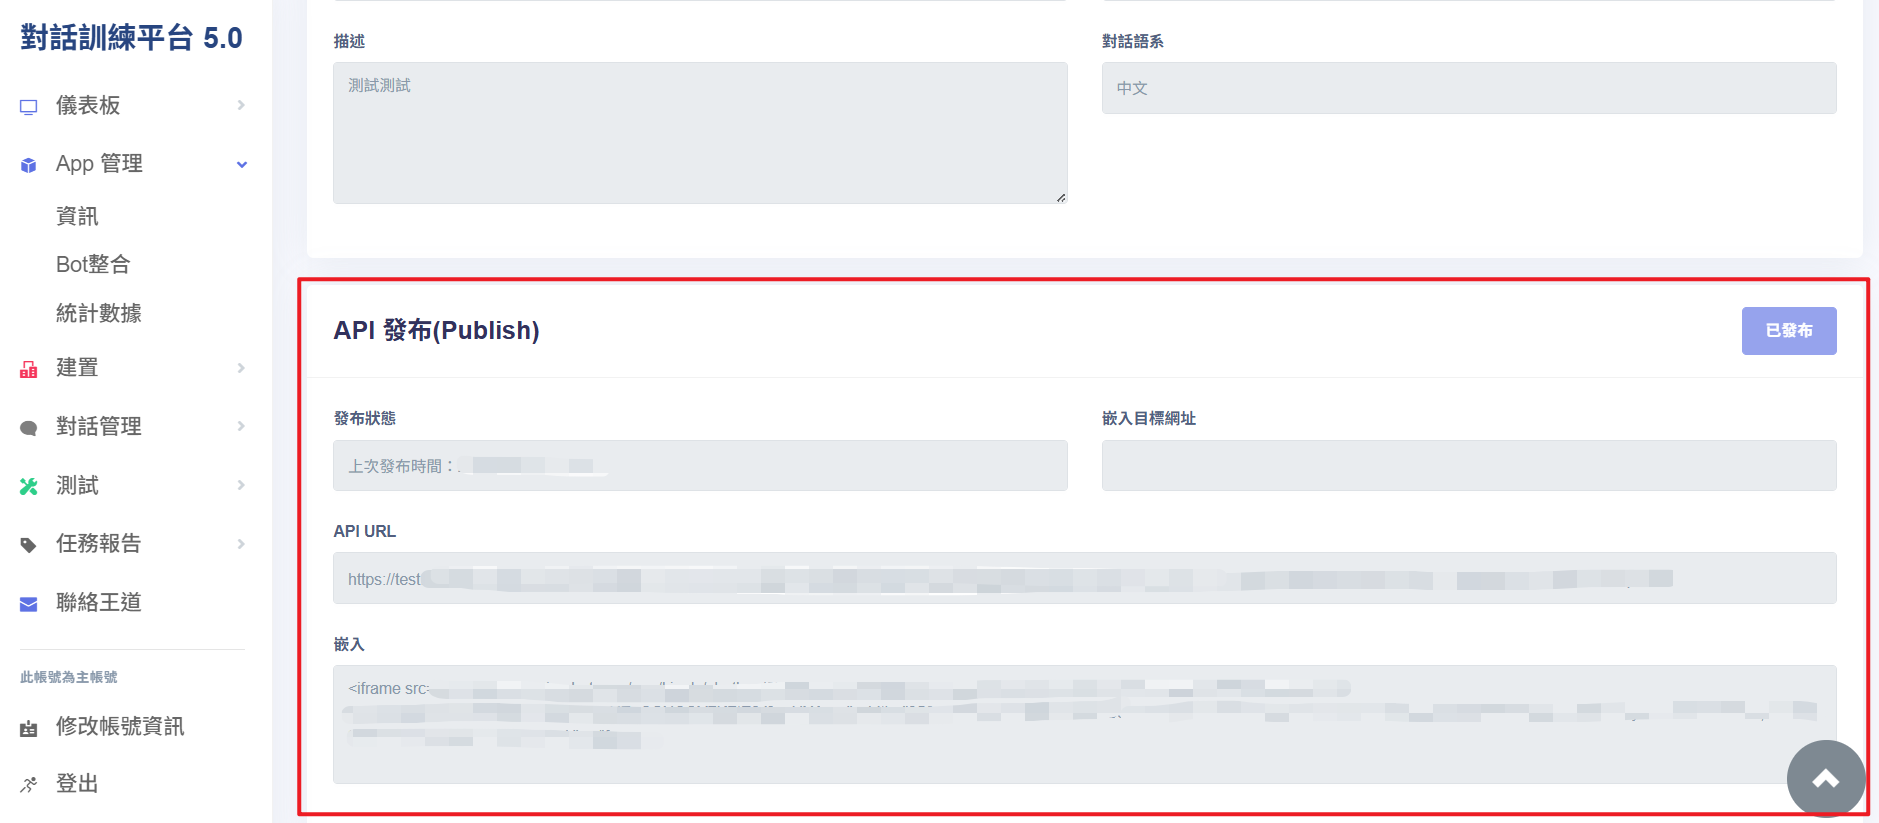 對話訓練平台 5.0
儀表板
App 管理
資訊
Bot整合
統計數據
建置
對話管理
測試
任務報告
聯絡王道
此帳號為主帳號
修改帳號資訊
登出
描述
測試測試
對話語系
中文
API 發布(Publish)
已發布
發布狀態
上次發布時間：
嵌入目標網址
API URL
https://test
嵌入
<iframe src=